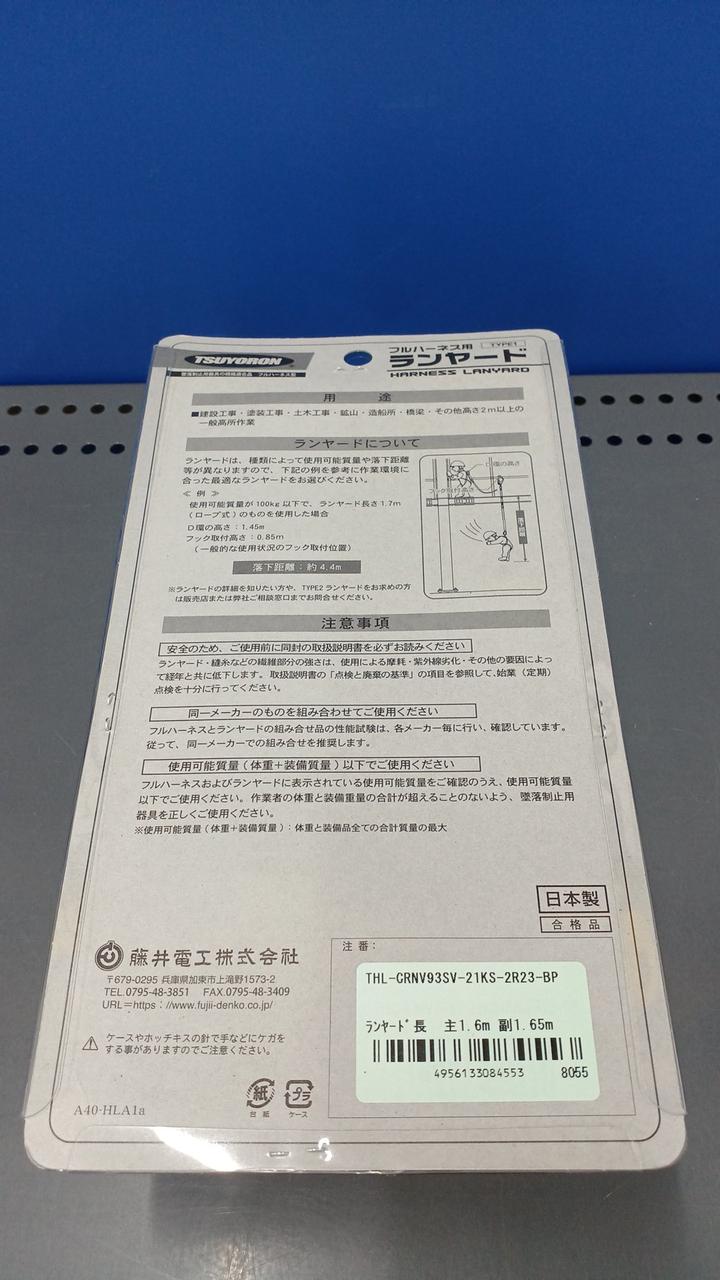 TSUYORON
墜落制止用器具の規格適合品 フルハーネス型
フルハーネス用 TYPE1
ランヤード
HARNESS LANYARD
用 途
■建設工事・塗装工事・土木工事・鉱山・造船所・橋梁・その他高さ2m以上の
一般高所作業
ランヤードについて
ランヤードは、種類によって使用可能質量や落下距離
等が異なりますので、下記の例を参考に作業環境に
合った最適なランヤードをお選びください。
≪ 例 ≫
使用可能質量が100kg以下で、ランヤード長さ1.7m
(ロープ式)のものを使用した場合
D環の高さ：1.45m
フック取付高さ：0.85m
(一般的な使用状況のフック取付位置)
落下距離：約4.4m
D環の高さ
フック取付高さ
落下距離
※ランヤードの詳細を知りたい方や、TYPE2ランヤードをお求めの方
は販売店または弊社ご相談窓口までお問合せください。
注意事項
安全のため、ご使用前に同封の取扱説明書を必ずお読みください
ランヤード・縫糸などの繊維部分の強さは、使用による摩耗・紫外線劣化・その他の要因によっ
て経年と共に低下します。取扱説明書の「点検と廃棄の基準」の項目を参照して、始業（定期）
点検を十分に行ってください。
同一メーカーのものを組み合わせてご使用ください
フルハーネスとランヤードの組み合せ品の性能試験は、各メーカー毎に行い、確認しています。
従って、同一メーカーでの組み合せを推奨します。
使用可能質量（体重＋装備質量）以下でご使用ください
フルハーネスおよびランヤードに表示されている使用可能質量をご確認のうえ、使用可能質量
以下でご使用ください。作業者の体重と装備重量の合計が超えることのないよう、墜落制止用
器具を正しくご使用ください。
※使用可能質量（体重＋装備質量）：体重と装備品全ての合計質量の最大
日本製
合格品
藤井電工株式会社
〒679-0295 兵庫県加東市上滝野1573-2
TEL.0795-48-3851 FAX.0795-48-3409
URL＝https：//www.fujii-denko.co.jp/
ケースやホッチキスの針で手などにケガを
する事がありますのでご注意ください。
紙 プラ
台紙 ケース
A40-HLA1a
注番：
THL-CRNV93SV-21KS-2R23-BP
ﾗﾝﾔｰﾄﾞ長 主1.6m 副1.65m
4956133084553 8055